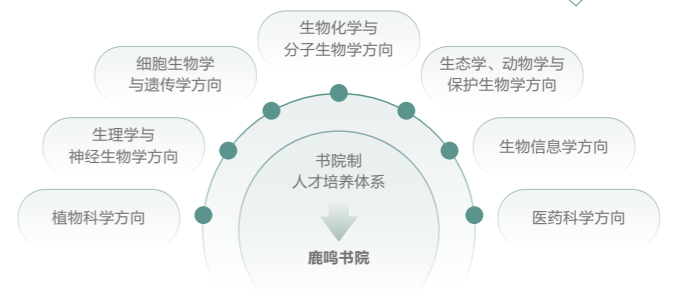 生物化学与
分子生物学方向
细胞生物学
与遗传学方向
生态学、动物学与
保护生物学方向
生理学与
神经生物学方向
生物信息学方向
植物科学方向
医药科学方向
书院制
人才培养体系
鹿鸣书院